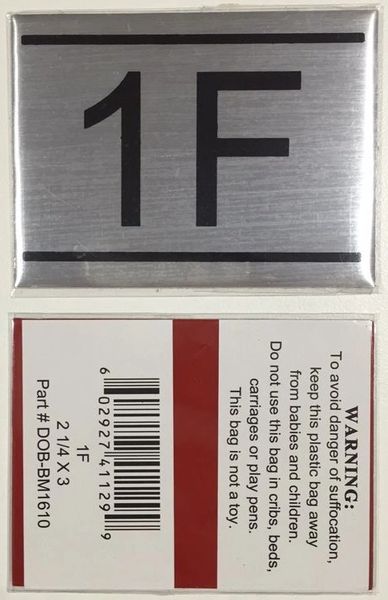 1F
WARNING:
To avoid danger of suffocation,
keep this plastic bag away
from babies and children.
Do not use this bag in cribs, beds,
carriages or play pens.
This bag is not a toy.
6 02927 41129 9
1F
2 1/4 X 3
Part # DOB-BM1610